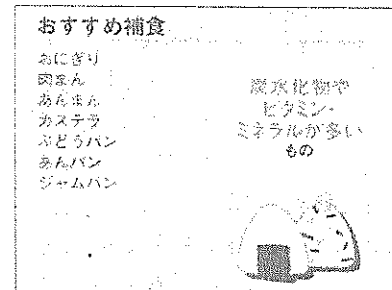 おすすめ補食
おにぎり
肉まん
あんまん
カステラ
ぶどうパン
あんパン
ジャムパン
炭水化物や
ビタミン・
ミネラルが多い
もの